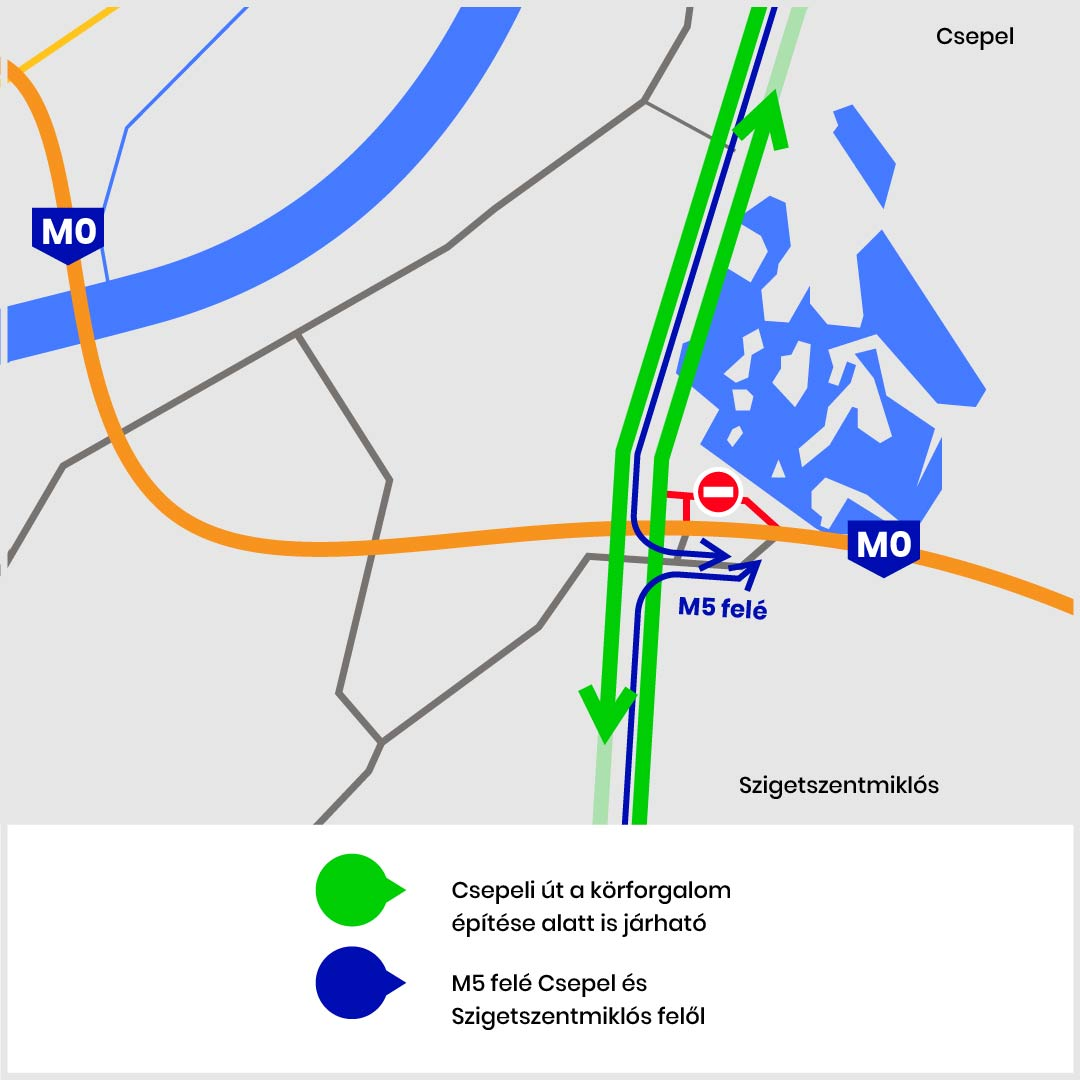 Csepel
M0
M0
M5 felé
Szigetszentmiklós
Csepeli út a körforgalom
építése alatt is járható
M5 felé Csepel és
Szigetszentmiklós felől